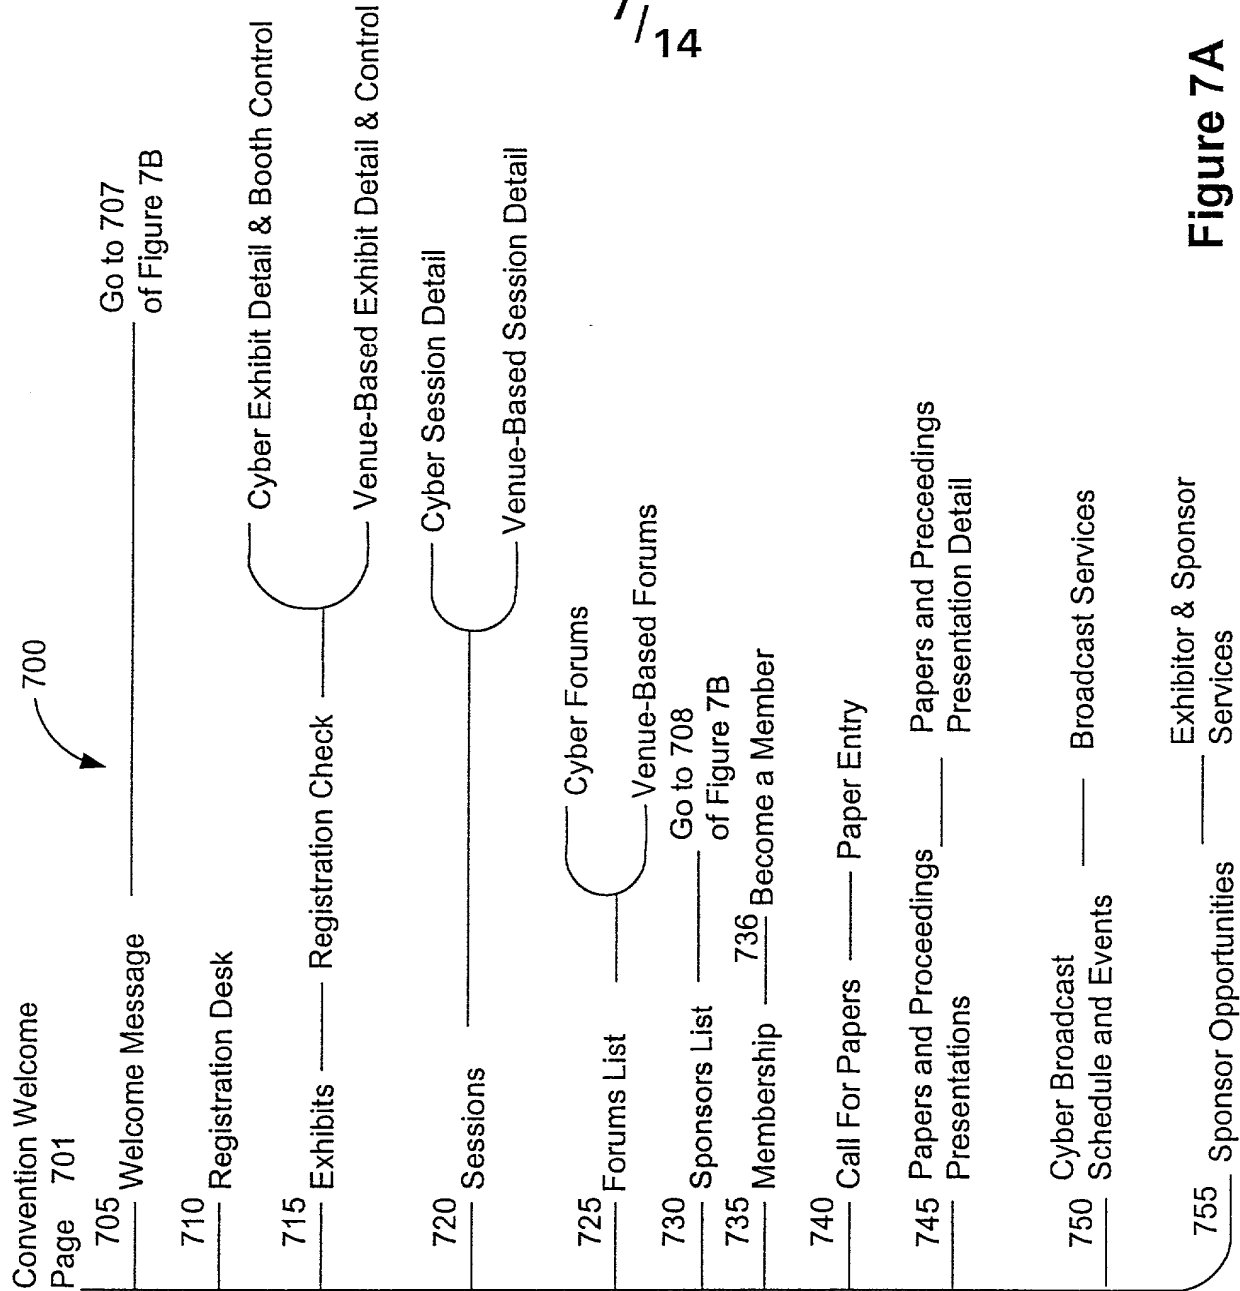 7/14
700
Convention Welcome
Page 701
705 Welcome Message
Go to 707
of Figure 7B
710 Registration Desk
715 Exhibits
Registration Check
Cyber Exhibit Detail & Booth Control
Venue-Based Exhibit Detail & Control
720 Sessions
Cyber Session Detail
Venue-Based Session Detail
725 Forums List
Cyber Forums
Venue-Based Forums
730 Sponsors List
Go to 708
of Figure 7B
735 Membership
736 Become a Member
740 Call For Papers
Paper Entry
745 Papers and Proceedings
Presentations
Papers and Preceedings
Presentation Detail
750 Cyber Broadcast
Schedule and Events
Broadcast Services
755 Sponsor Opportunities
Exhibitor & Sponsor
Services
Figure 7A